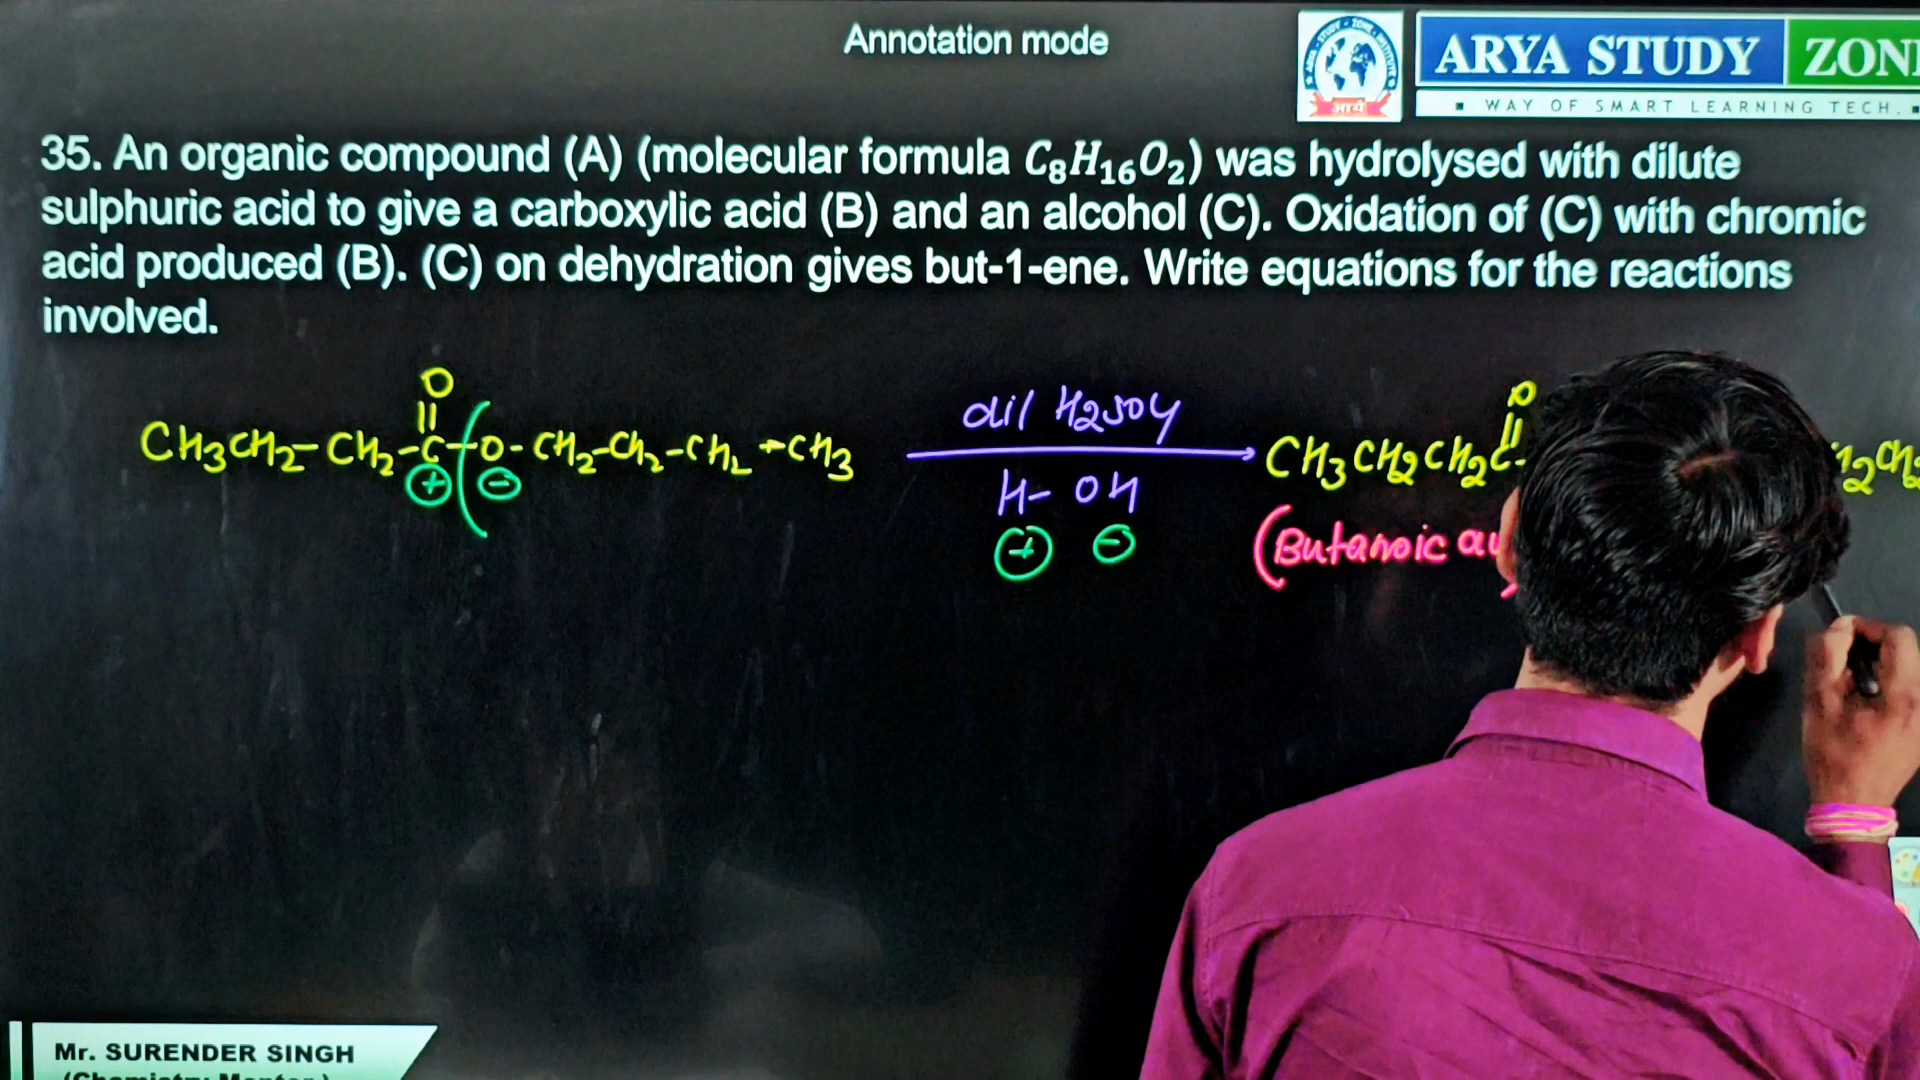 Annotation mode
ARYA STUDY ZON
आर्य
WAY OF SMART LEARNING TECH.
35. An organic compound (A) (molecular formula C₈H₁₆O₂) was hydrolysed with dilute
sulphuric acid to give a carboxylic acid (B) and an alcohol (C). Oxidation of (C) with chromic
acid produced (B). (C) on dehydration gives but-1-ene. Write equations for the reactions
involved.
O
||
CH3CH2-CH2-C-O-CH2-CH2-CH2-CH3
⊕ ⊖
dil H2SO4
H- OH
⊕ ⊖
O
||
CH3CH2CH2C-
(Butanoic
Mr. SURENDER SINGH
(Chemistry Mentor)